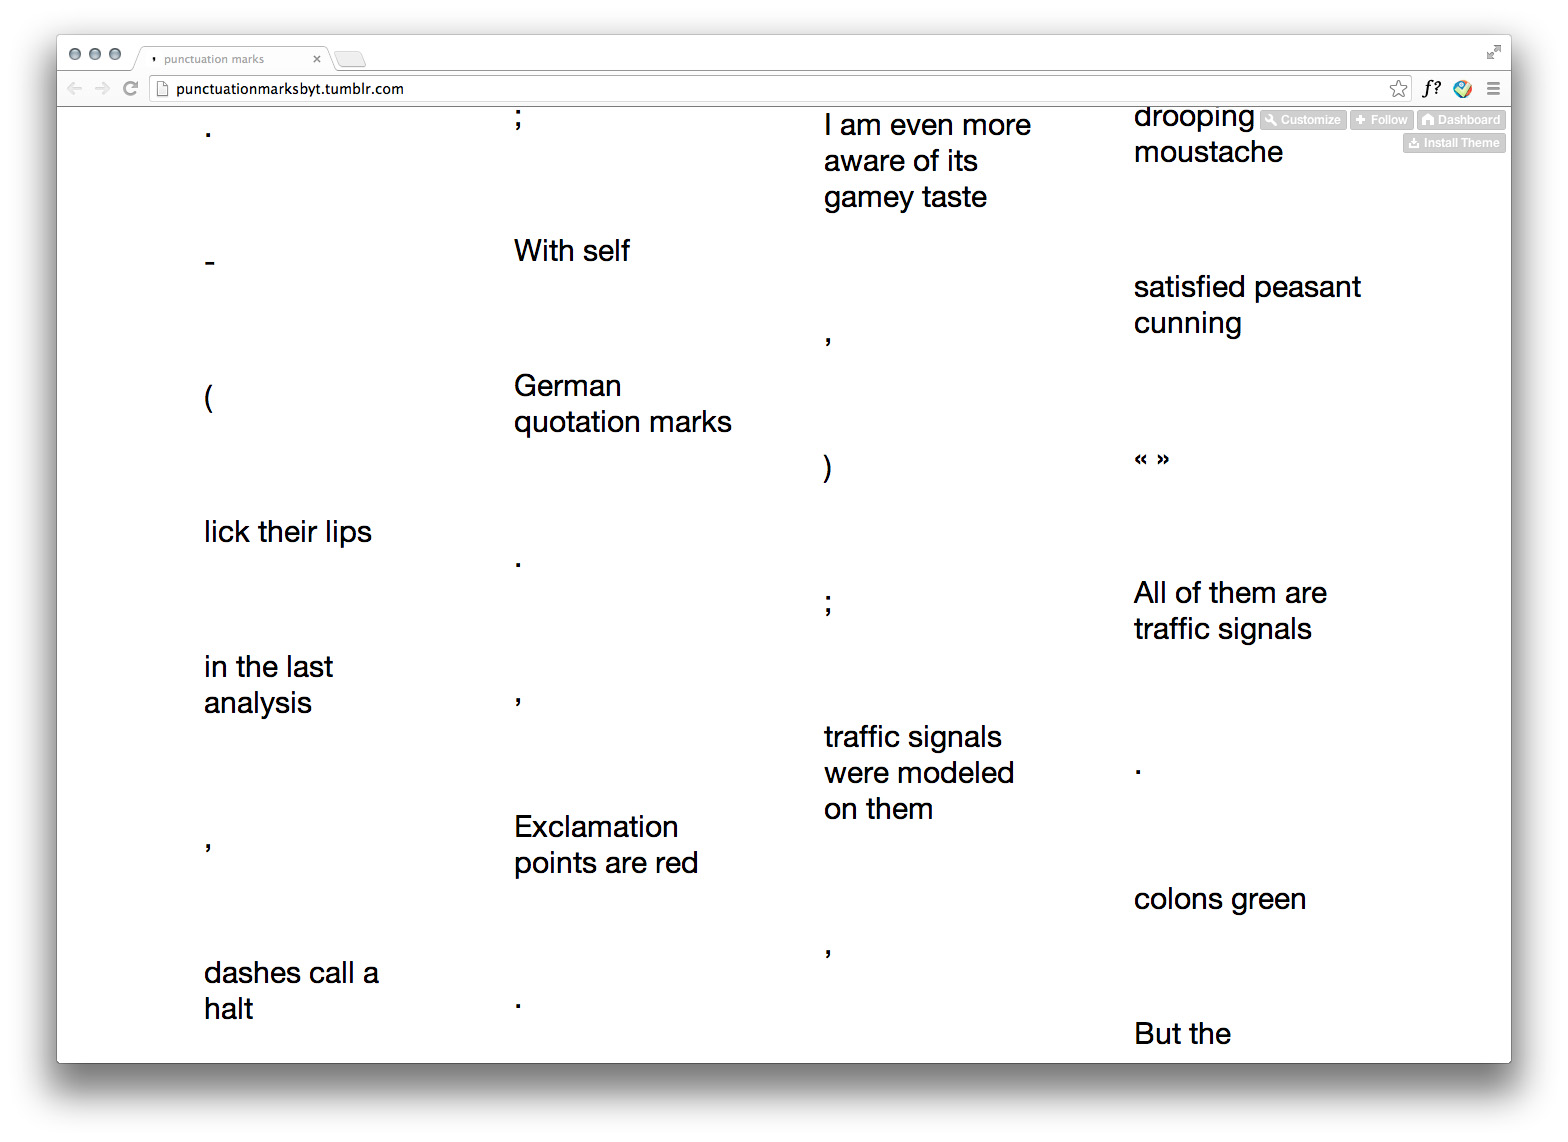 punctuation marks
punctuationmarksbyt.tumblr.com
f?
Customize
Follow
Dashboard
Install Theme
.
;
I am even more
aware of its
gamey taste
drooping
moustache
-
With self
,
satisfied peasant
cunning
(
German
quotation marks
)
« »
lick their lips
.
;
All of them are
traffic signals
in the last
analysis
,
traffic signals
were modeled
on them
.
,
Exclamation
points are red
,
colons green
dashes call a
halt
.
But the